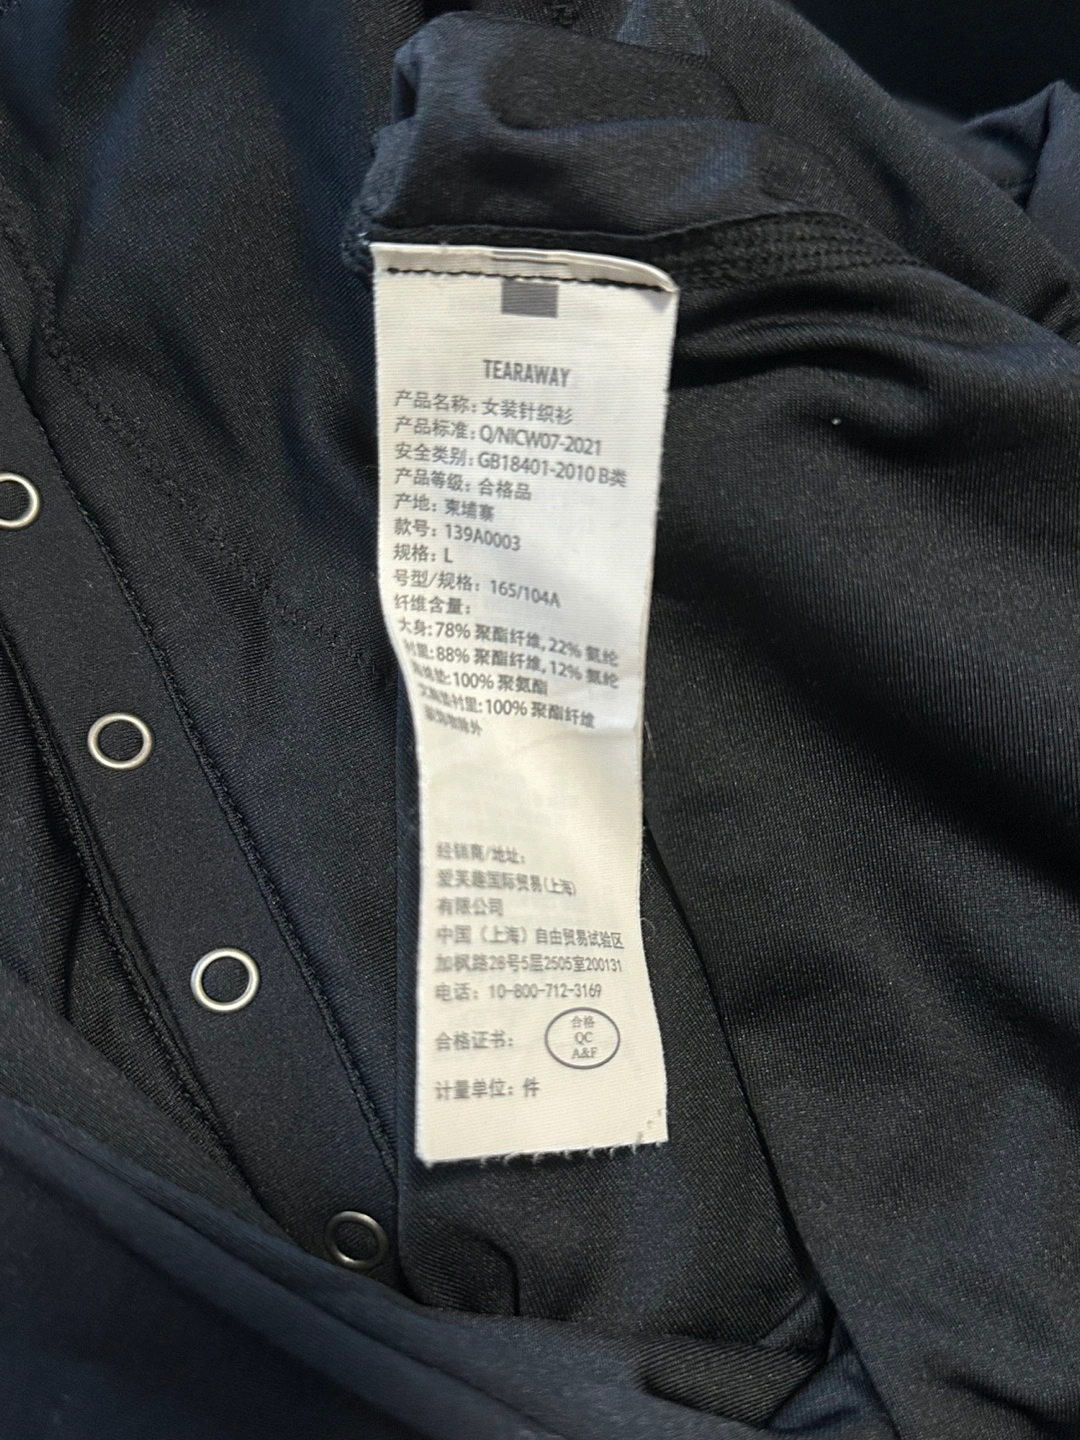 TEARAWAY
产品名称: 女装针织衫
产品标准: Q/NICW07-2021
安全类别: GB18401-2010 B类
产品等级: 合格品
产地: 柬埔寨
款号: 139A0003
规格: L
号型/规格: 165/104A
纤维含量:
大身:78% 聚酯纤维,22% 氨纶
衬里:88% 聚酯纤维,12% 氨纶
垫:100% 聚氨酯
垫衬里:100% 聚酯纤维
除外
经销商/地址:
爱芙趣国际贸易(上海)
有限公司
中国（上海）自由贸易试验区
加枫路28号5层2505室200131
电话: 10-800-712-3169
合格证书:
合格
QC
A&F
计量单位: 件